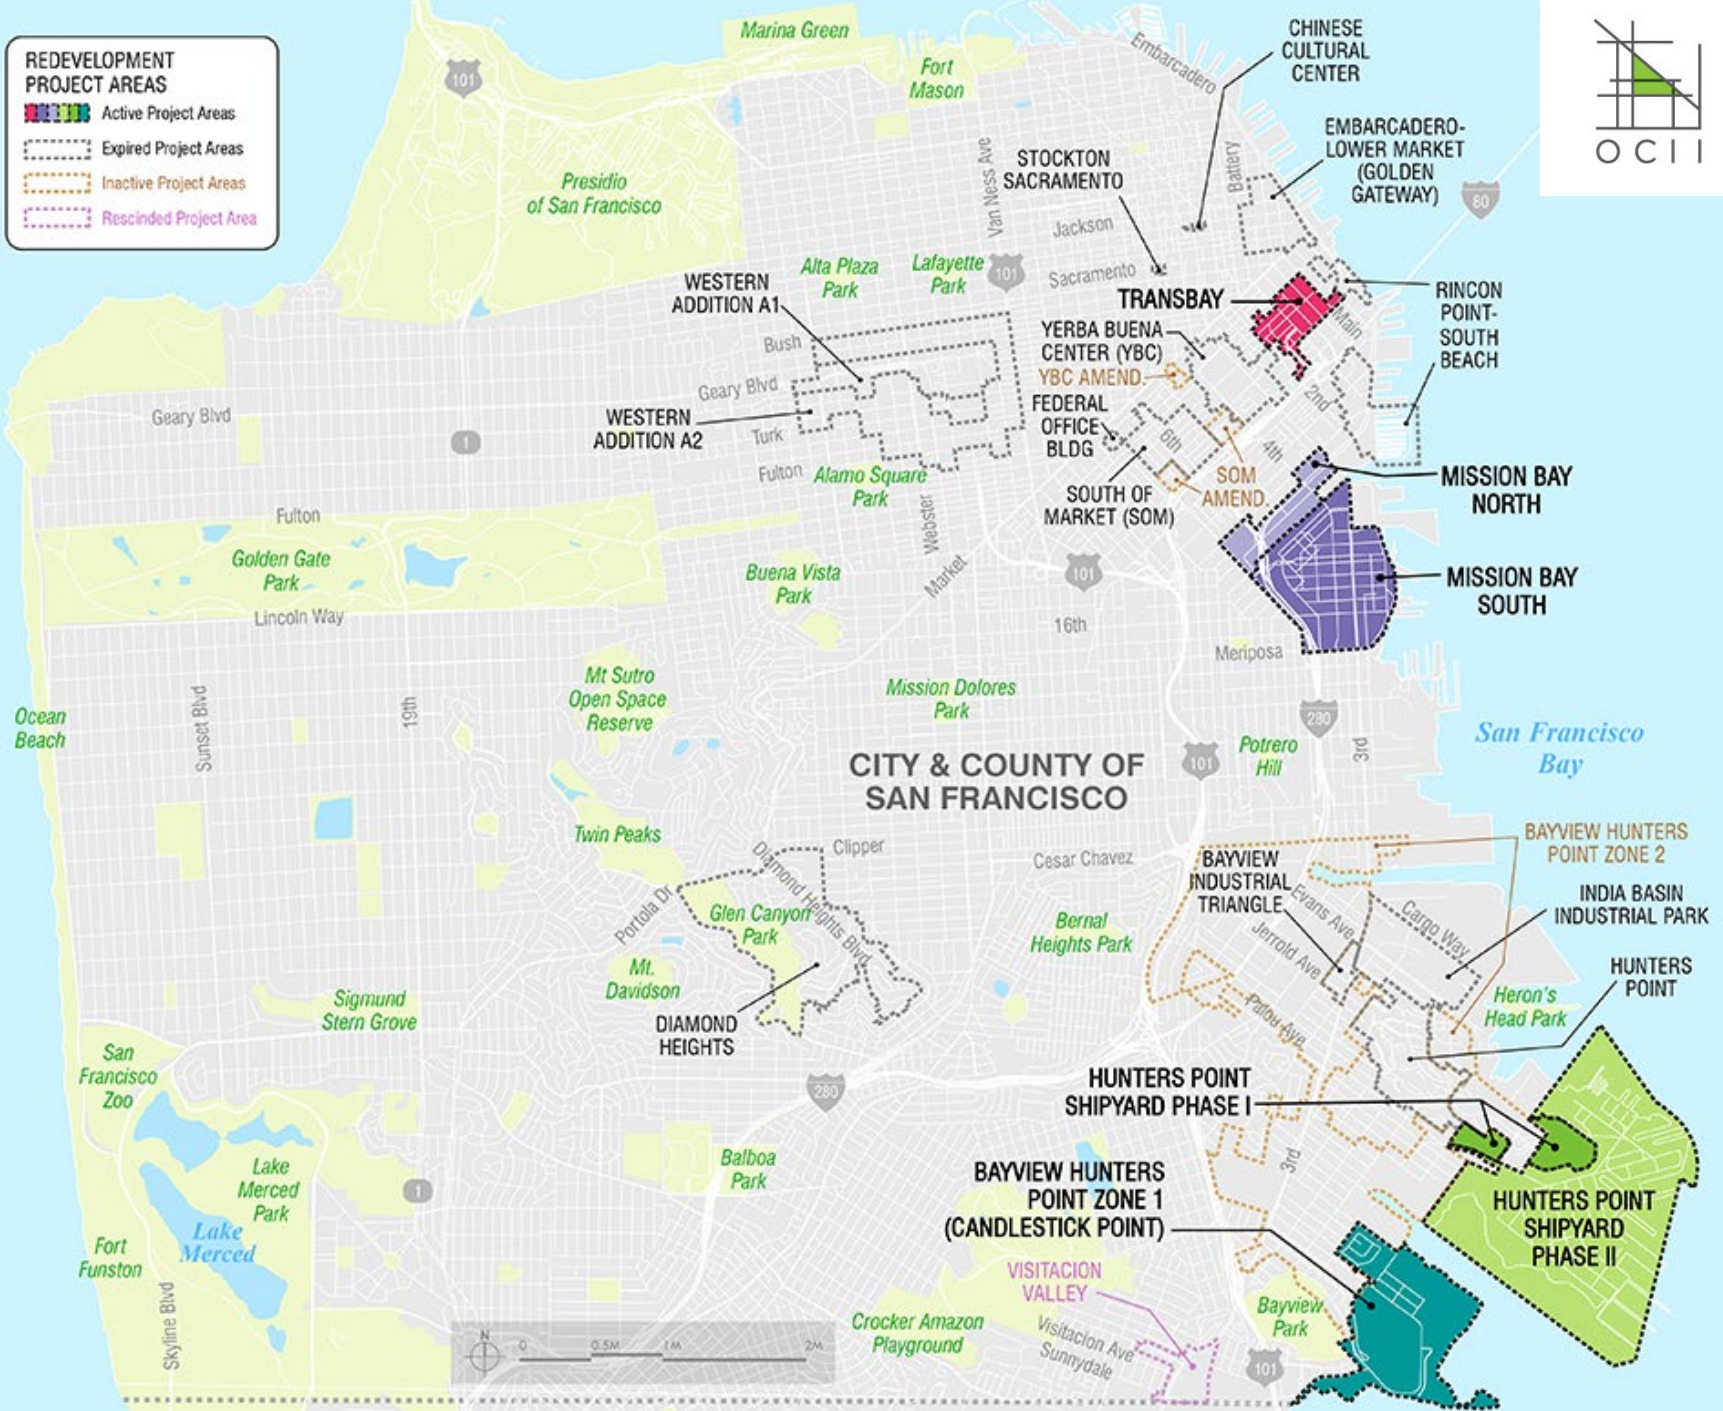 REDEVELOPMENT
PROJECT AREAS
Active Project Areas
Expired Project Areas
Inactive Project Areas
Rescinded Project Area
OCII
Marina Green
Fort
Mason
Embarcadero
CHINESE
CULTURAL
CENTER
101
Presidio
of San Francisco
Van Ness Ave
STOCKTON
SACRAMENTO
Battery
EMBARCADERO-
LOWER MARKET
(GOLDEN
GATEWAY)
80
Jackson
Sacramento
101
Alta Plaza
Park
Lafayette
Park
WESTERN
ADDITION A1
TRANSBAY
Main
RINCON
POINT-
SOUTH
BEACH
YERBA BUENA
CENTER (YBC)
YBC AMEND.
Bush
Geary Blvd
Geary Blvd
WESTERN
ADDITION A2
Turk
Fulton
FEDERAL
OFFICE
BLDG
6th
4th
2nd
1
Alamo Square
Park
SOUTH OF
MARKET (SOM)
SOM
AMEND.
MISSION BAY
NORTH
Fulton
Webster
Golden Gate
Park
Buena Vista
Park
Market
101
MISSION BAY
SOUTH
Lincoln Way
16th
Meriposa
Ocean
Beach
Sunset Blvd
19th
Mt Sutro
Open Space
Reserve
Mission Dolores
Park
280
3rd
San Francisco
Bay
CITY & COUNTY OF
SAN FRANCISCO
101
Potrero
Hill
Twin Peaks
Clipper
Cesar Chavez
BAYVIEW
INDUSTRIAL
TRIANGLE
BAYVIEW HUNTERS
POINT ZONE 2
Diamond Heights Blvd
Portola Dr
Glen Canyon
Park
Bernal
Heights Park
Evans Ave
Jerrold Ave
Cargo Way
INDIA BASIN
INDUSTRIAL PARK
Mt.
Davidson
HUNTERS
POINT
Sigmund
Stern Grove
DIAMOND
HEIGHTS
Palou Ave
Heron's
Head Park
San
Francisco
Zoo
280
HUNTERS POINT
SHIPYARD PHASE I
Lake
Merced
Park
1
Balboa
Park
3rd
BAYVIEW HUNTERS
POINT ZONE 1
(CANDLESTICK POINT)
HUNTERS POINT
SHIPYARD
PHASE II
Fort
Funston
Lake
Merced
VISITACION
VALLEY
Skyline Blvd
Crocker Amazon
Playground
Visitacion Ave
Sunnydale
Bayview
Park
101
N
0
0.5M
1M
2M